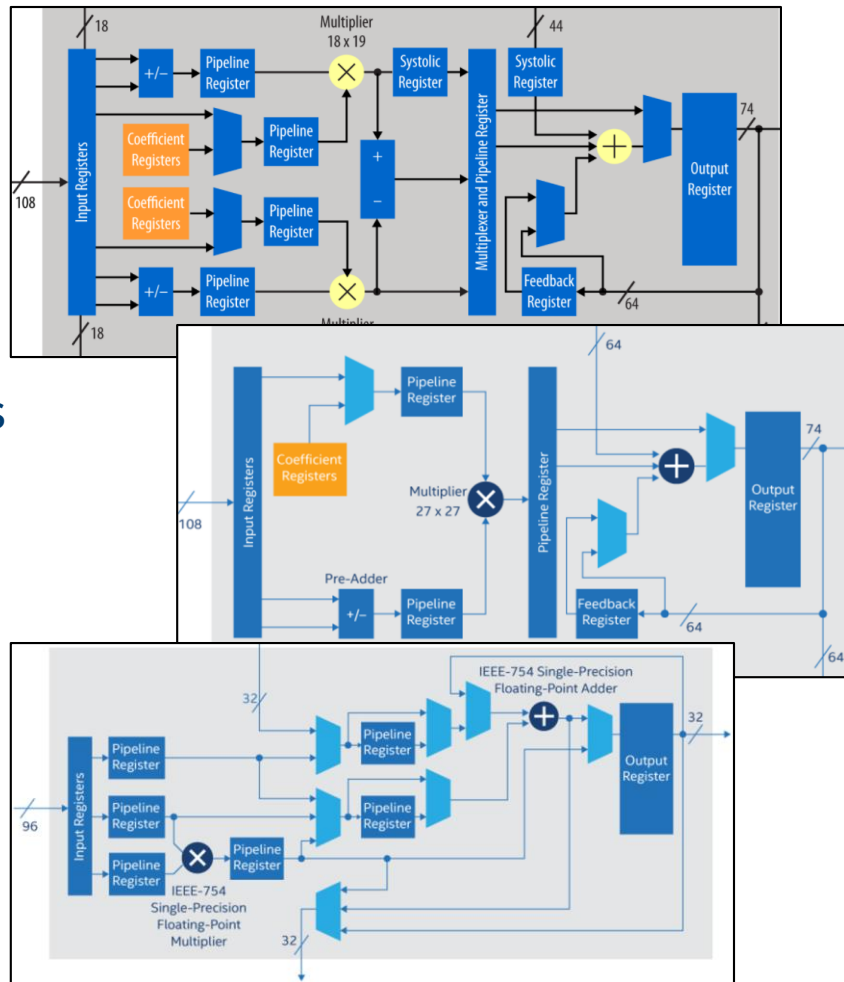 18
44
Multiplier
18 x 19
+/−
Pipeline
Register
Systolic
Register
Systolic
Register
74
Coefficient
Registers
Pipeline
Register
Input Registers
108
+
−
Multiplexer and Pipeline Register
Output
Register
Coefficient
Registers
Pipeline
Register
+/−
Pipeline
Register
Feedback
Register
64
18
Multiplier
s
64
Input Registers
Pipeline
Register
74
Coefficient
Registers
Multiplier
27 x 27
108
Pipeline Register
Output
Register
Pre-Adder
+/−
Pipeline
Register
Feedback
Register
64
64
IEEE-754 Single-Precision
Floating-Point Adder
32
Pipeline
Register
32
Input Registers
Pipeline
Register
Output
Register
96
Pipeline
Register
Pipeline
Register
Pipeline
Register
Pipeline
Register
IEEE-754
Single-Precision
Floating-Point
Multiplier
32